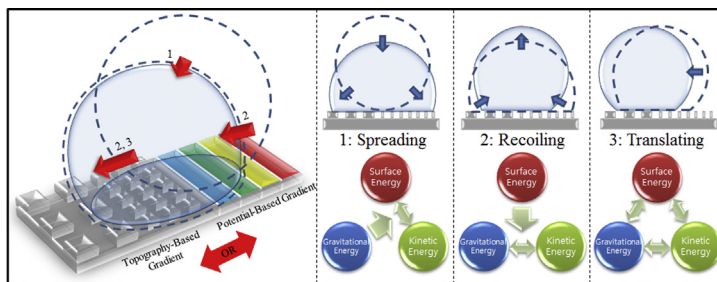 1
2
2, 3
Topography-Based
Gradient
Potential-Based Gradient
OR
1: Spreading
Surface
Energy
Gravitational
Energy
Kinetic
Energy
2: Recoiling
Surface
Energy
Gravitational
Energy
Kinetic
Energy
3: Translating
Surface
Energy
Gravitational
Energy
Kinetic
Energy